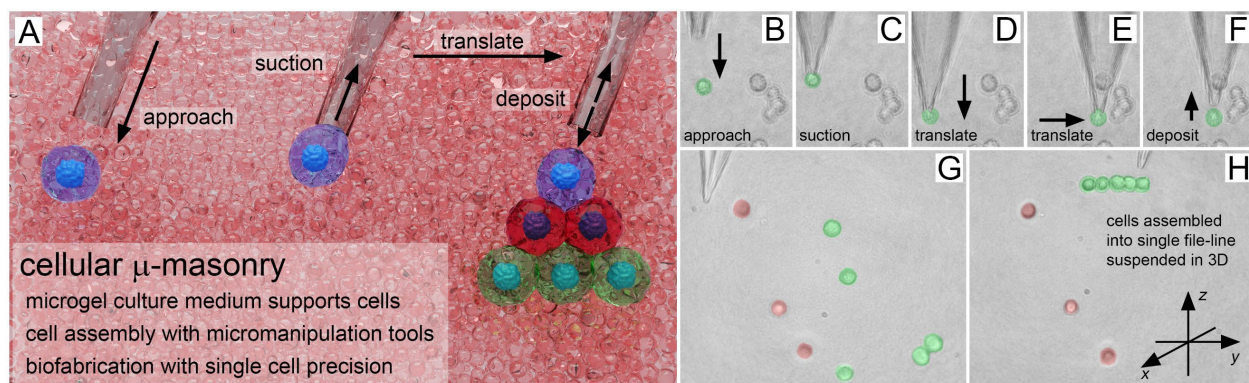 A
approach
suction
translate
deposit
cellular μ-masonry
microgel culture medium supports cells
cell assembly with micromanipulation tools
biofabrication with single cell precision
B
approach
C
suction
D
translate
E
translate
F
deposit
G
H
cells assembled
into single file-line
suspended in 3D
z
y
x